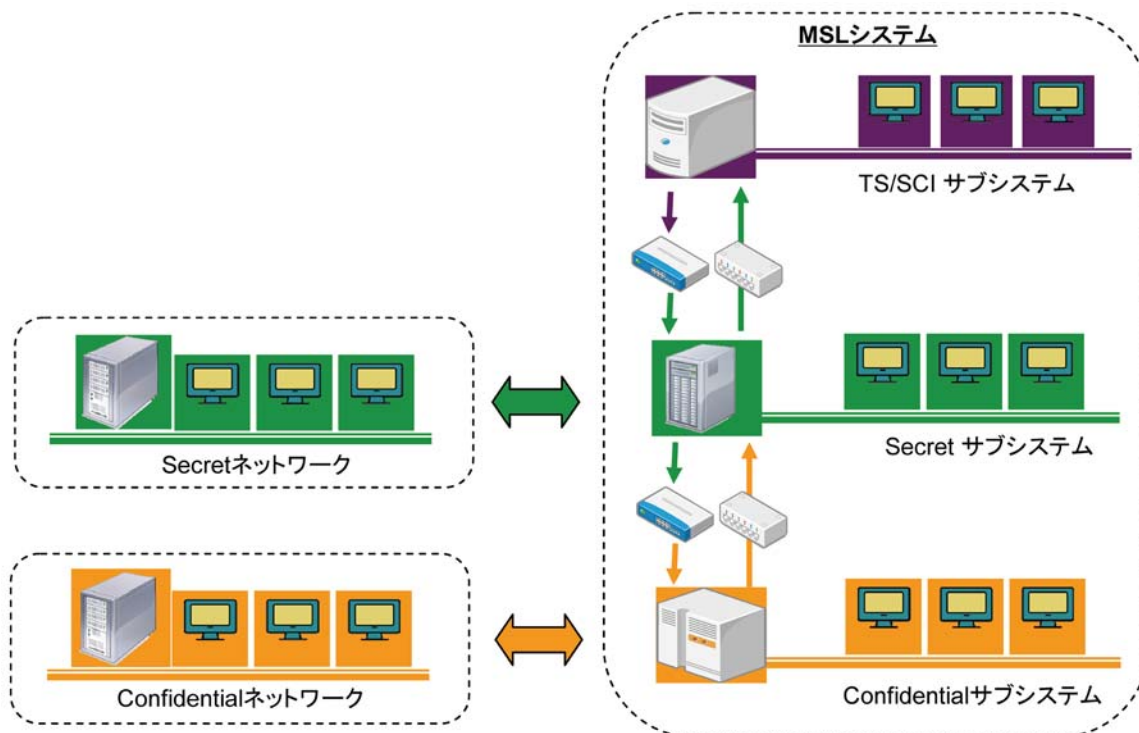 MSLシステム
TS/SCI サブシステム
Secretネットワーク
Secret サブシステム
Confidentialネットワーク
Confidentialサブシステム